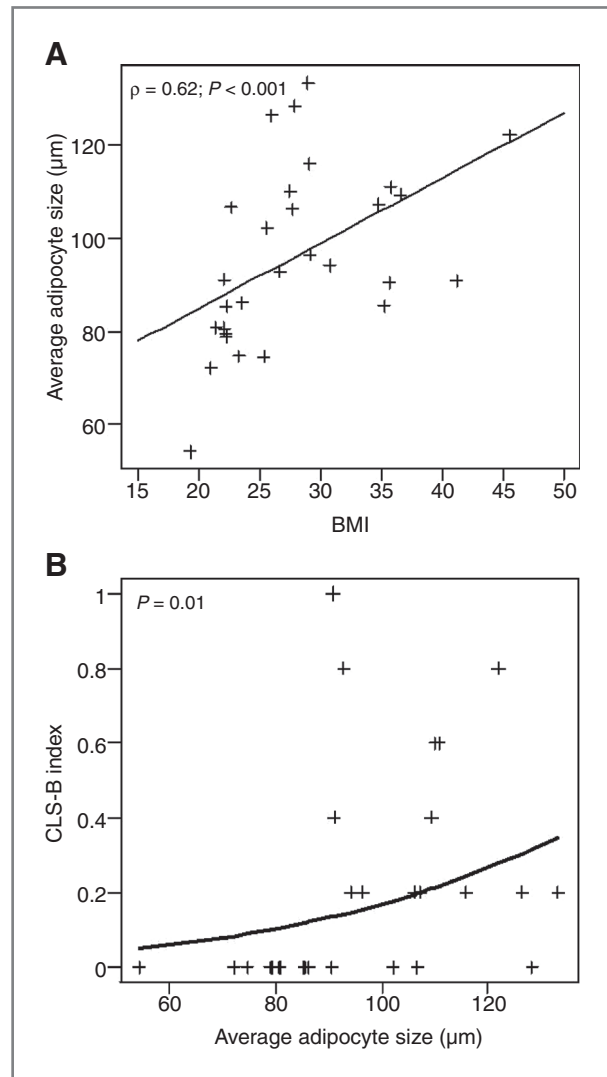 A
ρ = 0.62; P < 0.001
Average adipocyte size (μm)
120
100
80
60
15 20 25 30 35 40 45 50
BMI
B
P = 0.01
CLS-B index
1
0.8
0.6
0.4
0.2
0
60 80 100 120
Average adipocyte size (μm)